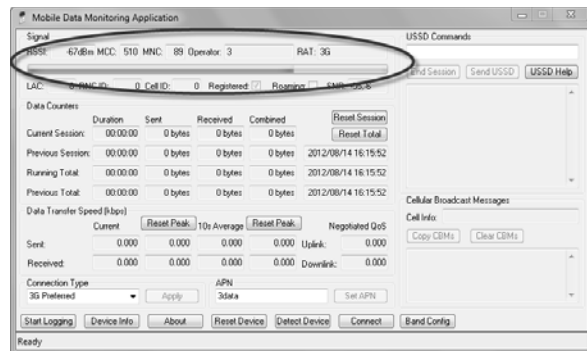 Mobile Data Monitoring Application
Signal
RSSI: -67dBm MCC: 510 MNC: 89 Operator: 3 RAT: 3G
LAC: 0 RNC ID: 0 Cell ID: 0 Registered: Roaming: SNR:
Data Counters
Duration Sent Received Combined Reset Session
Current Session: 00:00:00 0 bytes 0 bytes 0 bytes Reset Total
Previous Session: 00:00:00 0 bytes 0 bytes 0 bytes 2012/08/14 16:15:52
Running Total: 00:00:00 0 bytes 0 bytes 0 bytes 2012/08/14 16:15:52
Previous Total: 00:00:00 0 bytes 0 bytes 0 bytes 2012/08/14 16:15:52
Data Transfer Speed [kbps]
Current Reset Peak 10s Average Reset Peak Negotiated QoS
Sent: 0.000 0.000 0.000 0.000 Uplink: 0.000
Received: 0.000 0.000 0.000 0.000 Downlink: 0.000
Connection Type
3G Preferred Apply
APN
3data Set APN
Start Logging Device Info About Reset Device Detect Device Connect Band Config
Ready
USSD Commands
End Session Send USSD USSD Help
Cellular Broadcast Messages
Cell Info:
Copy CBMs Clear CBMs